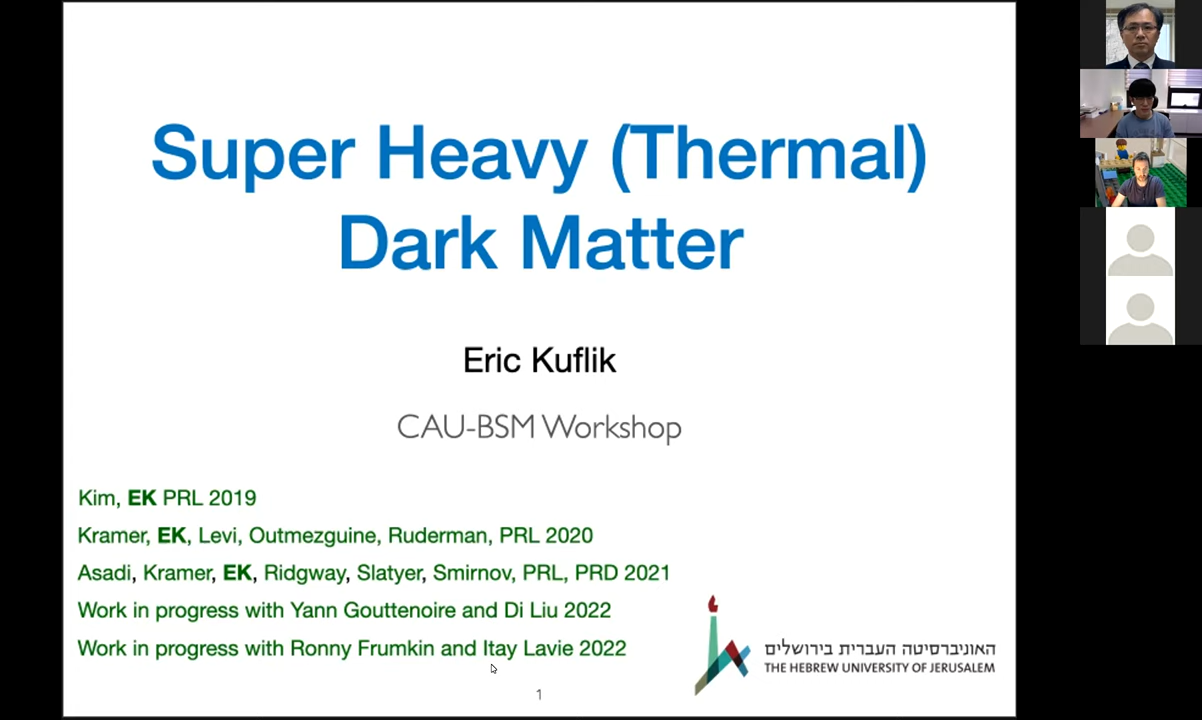 Super Heavy (Thermal)
Dark Matter
Eric Kuflik
CAU-BSM Workshop
Kim, EK PRL 2019
Kramer, EK, Levi, Outmezguine, Ruderman, PRL 2020
Asadi, Kramer, EK, Ridgway, Slatyer, Smirnov, PRL, PRD 2021
Work in progress with Yann Gouttenoire and Di Liu 2022
Work in progress with Ronny Frumkin and Itay Lavie 2022
האוניברסיטה העברית בירושלים
THE HEBREW UNIVERSITY OF JERUSALEM
1